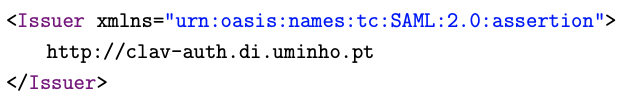 <Issuer xmlns="urn:oasis:names:tc:SAML:2.0:assertion">
http://clav-auth.di.uminho.pt
</Issuer>